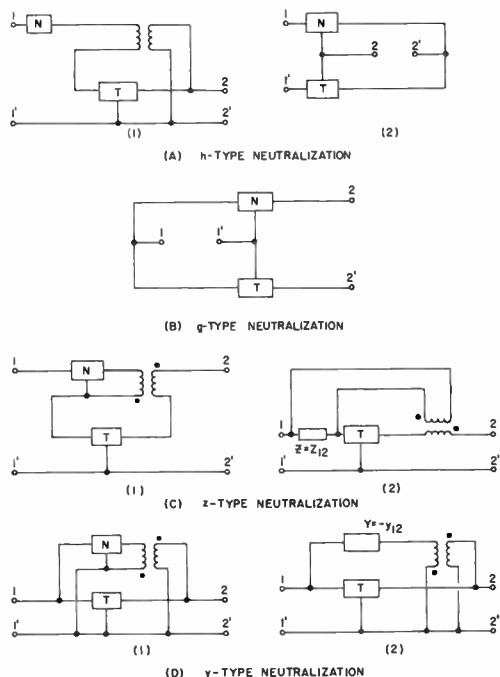 1 N
T 2
1' 2'
(1)
1 N
2 2'
1' T
(2)
(A) h-TYPE NEUTRALIZATION
N 2
1 1'
T 2'
(B) g-TYPE NEUTRALIZATION
1 N 2
T
1' 2'
(1)
1 Z=Z12 T 2
1' 2'
(2)
(C) z-TYPE NEUTRALIZATION
N
1 T 2
1' 2'
(1)
Y=-y12
1 T 2
1' 2'
(2)
(D) y-TYPE NEUTRALIZATION